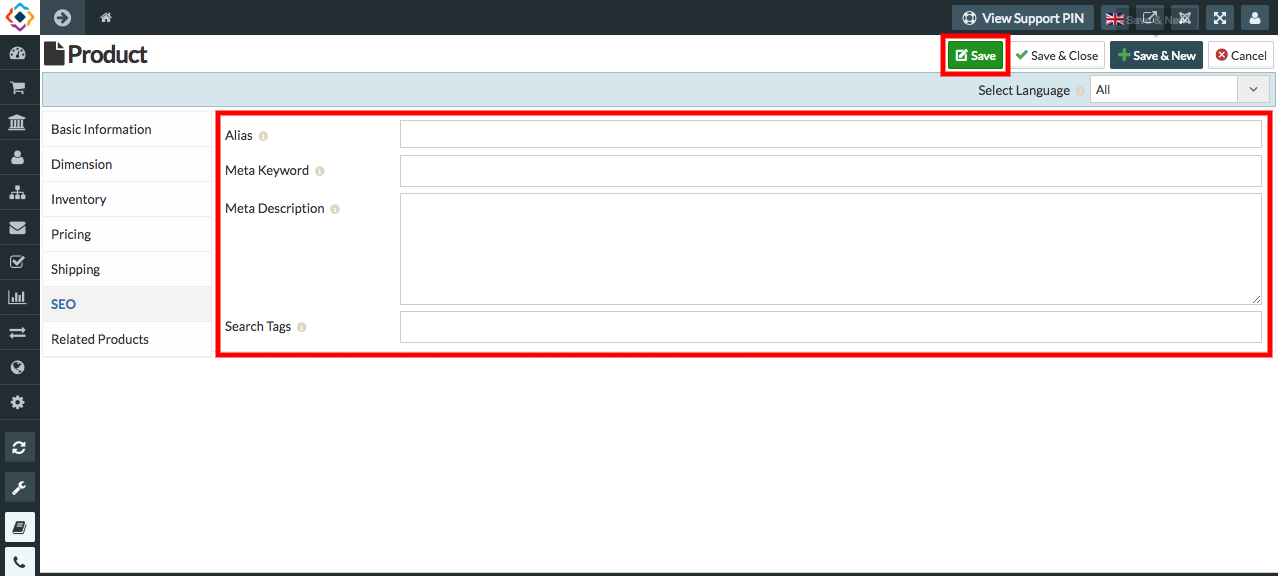 View Support PIN
Save & New
Product
Save
Save & Close
Save & New
Cancel
Select Language
All
Basic Information
Dimension
Inventory
Pricing
Shipping
SEO
Related Products
Alias
Meta Keyword
Meta Description
Search Tags